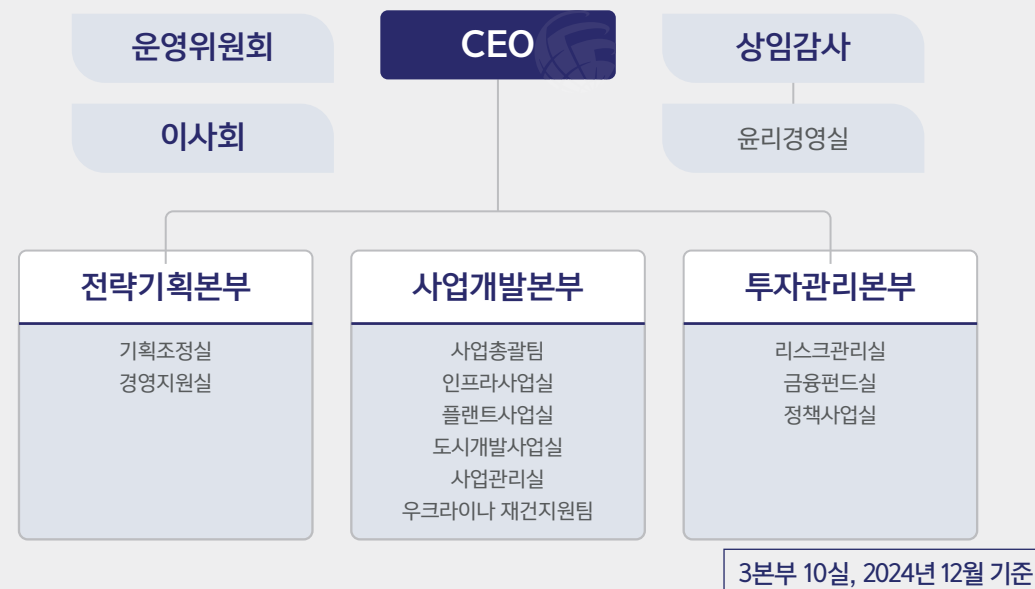 운영위원회
CEO
상임감사
이사회
윤리경영실
전략기획본부
기획조정실
경영지원실
사업개발본부
사업총괄팀
인프라사업실
플랜트사업실
도시개발사업실
사업관리실
우크라이나 재건지원팀
투자관리본부
리스크관리실
금융펀드실
정책사업실
3본부 10실, 2024년 12월 기준